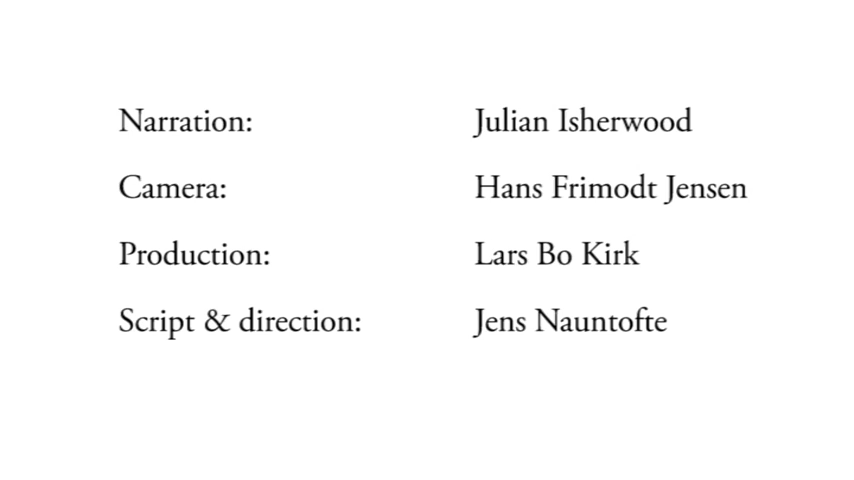 Narration: Julian Isherwood
Camera: Hans Frimodt Jensen
Production: Lars Bo Kirk
Script & direction: Jens Nauntofte